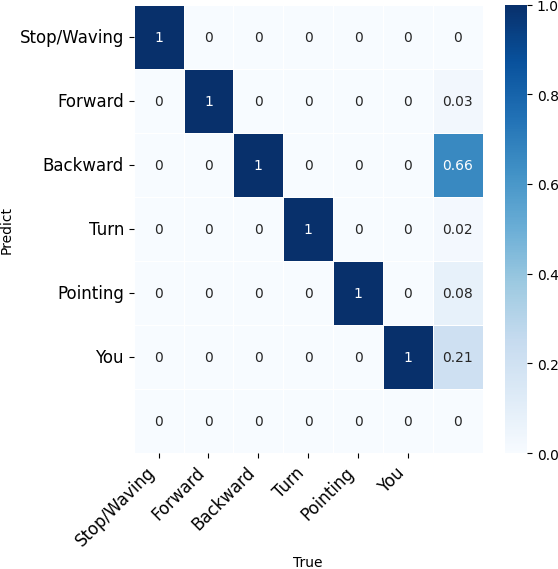 Stop/Waving 1 0 0 0 0 0 0
Forward 0 1 0 0 0 0 0.03
Backward 0 0 1 0 0 0 0.66
Turn 0 0 0 1 0 0 0.02
Pointing 0 0 0 0 1 0 0.08
You 0 0 0 0 0 1 0.21
0 0 0 0 0 0 0
Predict
Stop/Waving Forward Backward Turn Pointing You
True
1.0
0.8
0.6
0.4
0.2
0.0